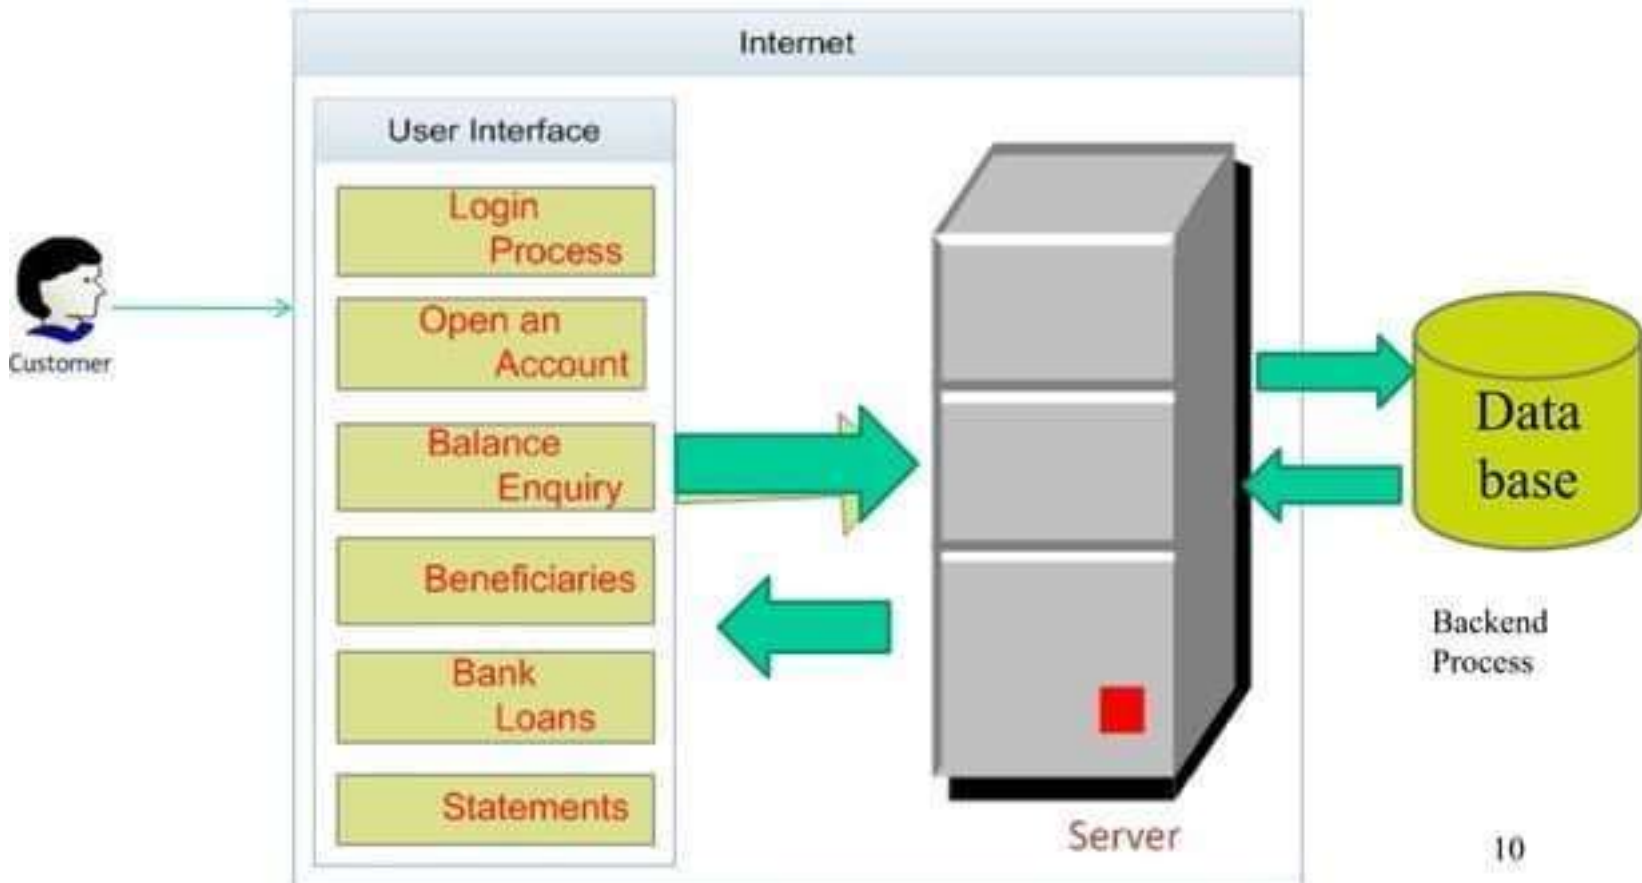 Internet
User Interface
Login
Process
Open an
Account
Balance
Enquiry
Beneficiaries
Bank
Loans
Statements
Customer
Server
Data
base
Backend
Process
10